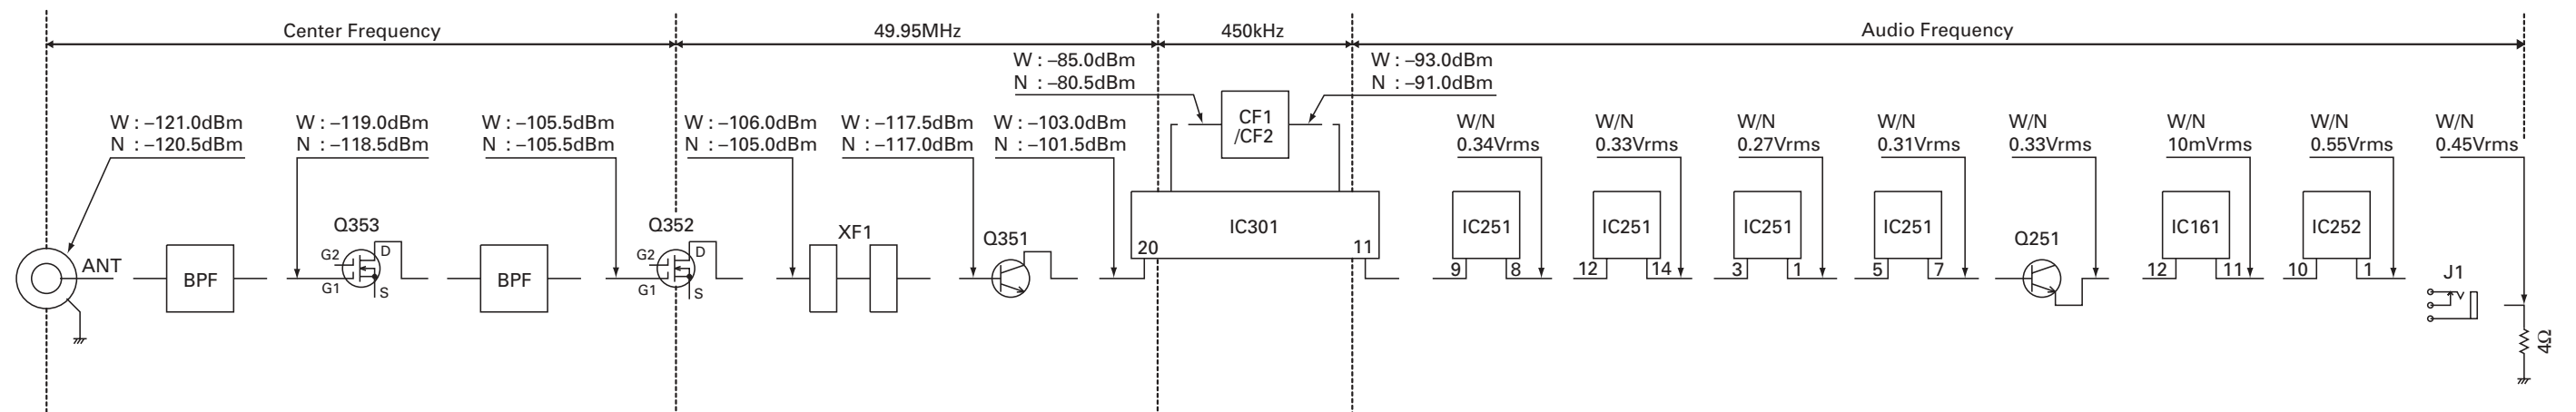 Center Frequency
49.95MHz
450kHz
Audio Frequency
W : –85.0dBm
N : –80.5dBm
W : –93.0dBm
N : –91.0dBm
W : –121.0dBm
N : –120.5dBm
W : –119.0dBm
N : –118.5dBm
W : –105.5dBm
N : –105.5dBm
W : –106.0dBm
N : –105.0dBm
W : –117.5dBm
N : –117.0dBm
W : –103.0dBm
N : –101.5dBm
CF1
/CF2
W/N
0.34Vrms
W/N
0.33Vrms
W/N
0.27Vrms
W/N
0.31Vrms
W/N
0.33Vrms
W/N
10mVrms
W/N
0.55Vrms
W/N
0.45Vrms
ANT
BPF
Q353
G2
D
G1
S
BPF
Q352
G2
D
G1
S
XF1
Q351
IC301
20
11
IC251
9
8
IC251
12
14
IC251
3
1
IC251
5
7
Q251
IC161
12
11
IC252
10
1
J1
4Ω